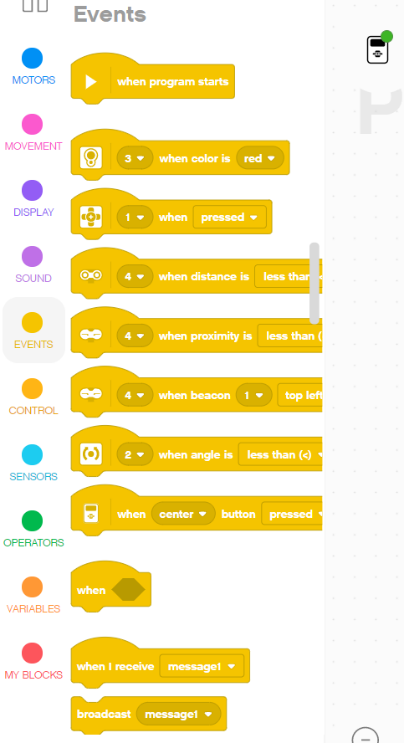 Events
MOTORS
when program starts
MOVEMENT
3 when color is red
DISPLAY
1 when pressed
SOUND
4 when distance is less than
EVENTS
4 when proximity is less than (
CONTROL
4 when beacon 1 top left
SENSORS
2 when angle is less than (<)
OPERATORS
when center button pressed
VARIABLES
when
MY BLOCKS
when I receive message1
broadcast message1